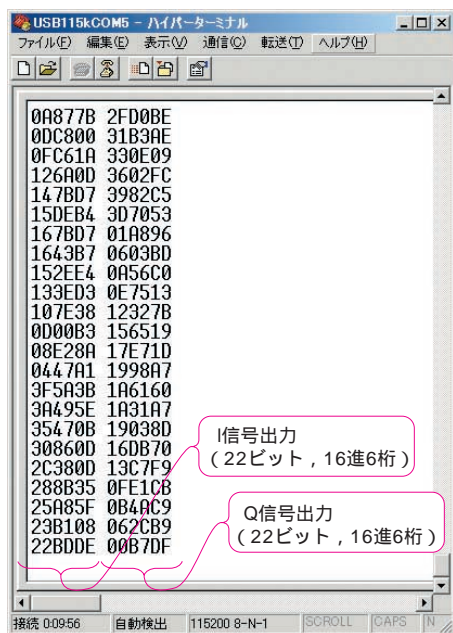 USB115kCOM5 - ハイパーターミナル
ファイル(F) 編集(E) 表示(V) 通信(C) 転送(T) ヘルプ(H)
0A877B 2FD0BE
0DC800 31B3AE
0FC61A 330E09
126A0D 3602FC
147BD7 3982C5
15DEB4 3D7053
167BD7 01A896
1643B7 0603BD
152EE4 0A56C0
133ED3 0E7513
107E38 12327B
0D00B3 156519
08E28A 17E71D
0447A1 1998A7
3F5A3B 1A6160
3A495E 1A31A7
35470B 19038D
30860D 16DB70
2C380D 13C7F9
288B35 0FE1CB
25A85F 0B4AC9
23B108 062CB9
22BDDE 00B7DF
I信号出力
(22ビット,16進6桁)
Q信号出力
(22ビット,16進6桁)
接続 0:09:56 自動検出 115200 8-N-1 SCROLL CAPS N